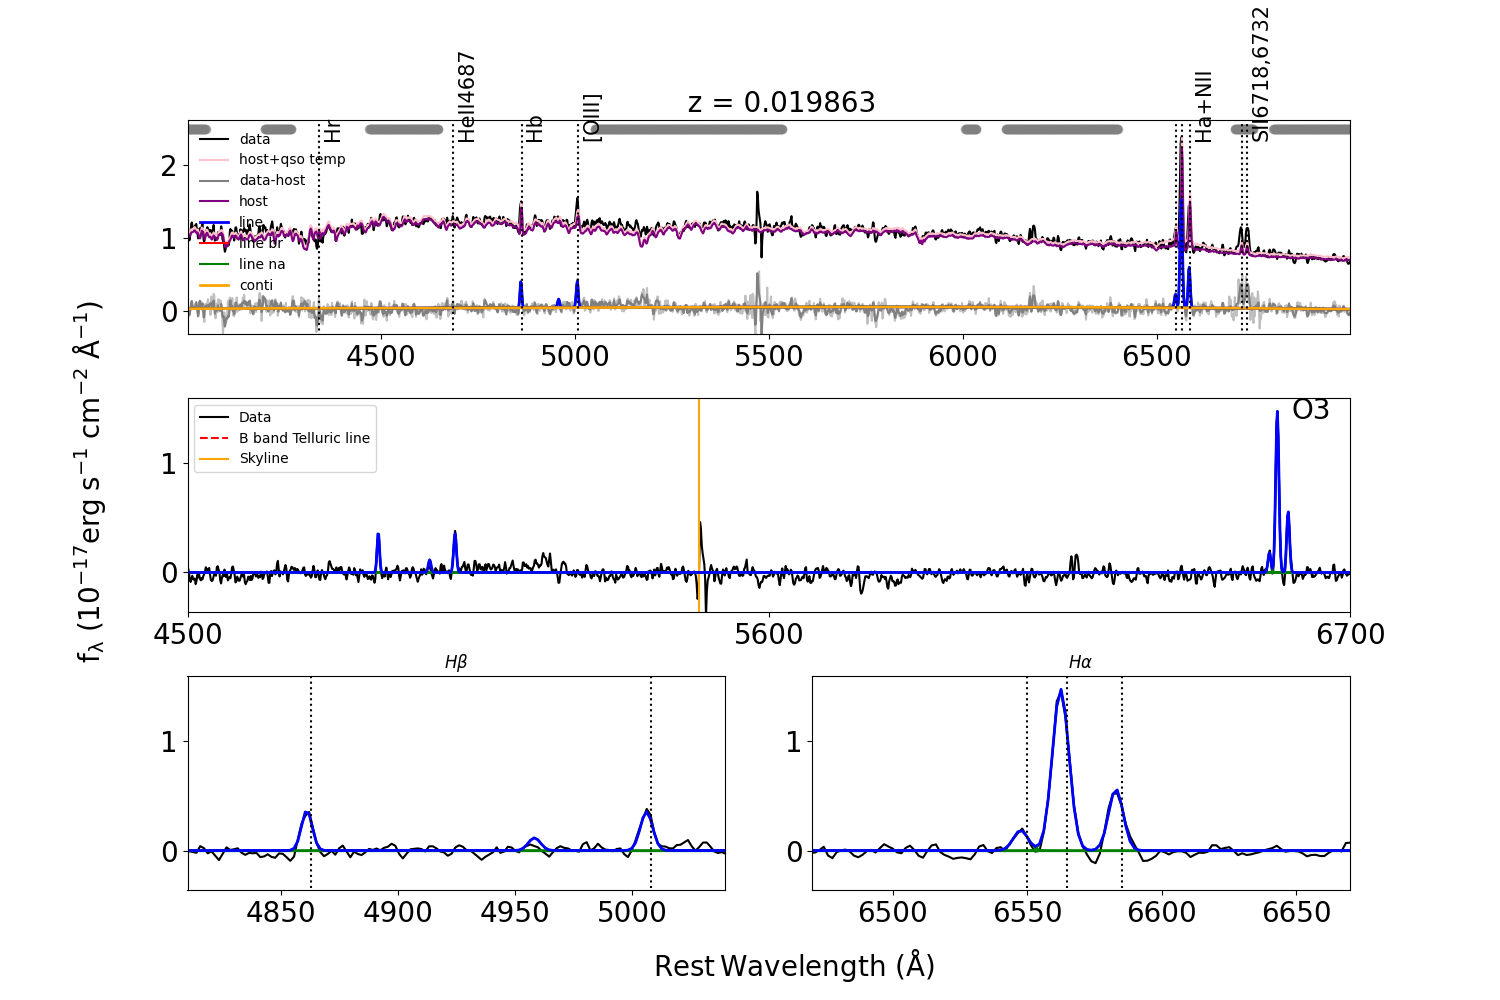 z = 0.019863
Hr
HeII4687
Hb
[OIII]
Ha+NII
SII6718,6732
data
host+qso temp
data-host
host
line
line br
line na
conti
2
1
0
4500 5000 5500 6000 6500
fλ (10⁻¹⁷erg s⁻¹ cm⁻² Å⁻¹)
O3
Data
B band Telluric line
Skyline
1
0
4500 5600 6700
Hβ
1
0
4850 4900 4950 5000
Hα
1
0
6500 6550 6600 6650
Rest Wavelength (Å)